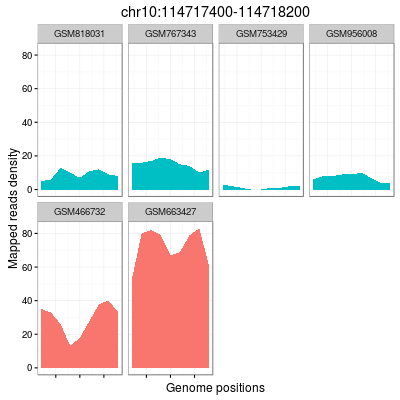 chr10:114717400-114718200
GSM818031 GSM767343 GSM753429 GSM956008
80
60
40
20
0
GSM466732 GSM663427
80
60
40
20
0
Mapped reads density
Genome positions